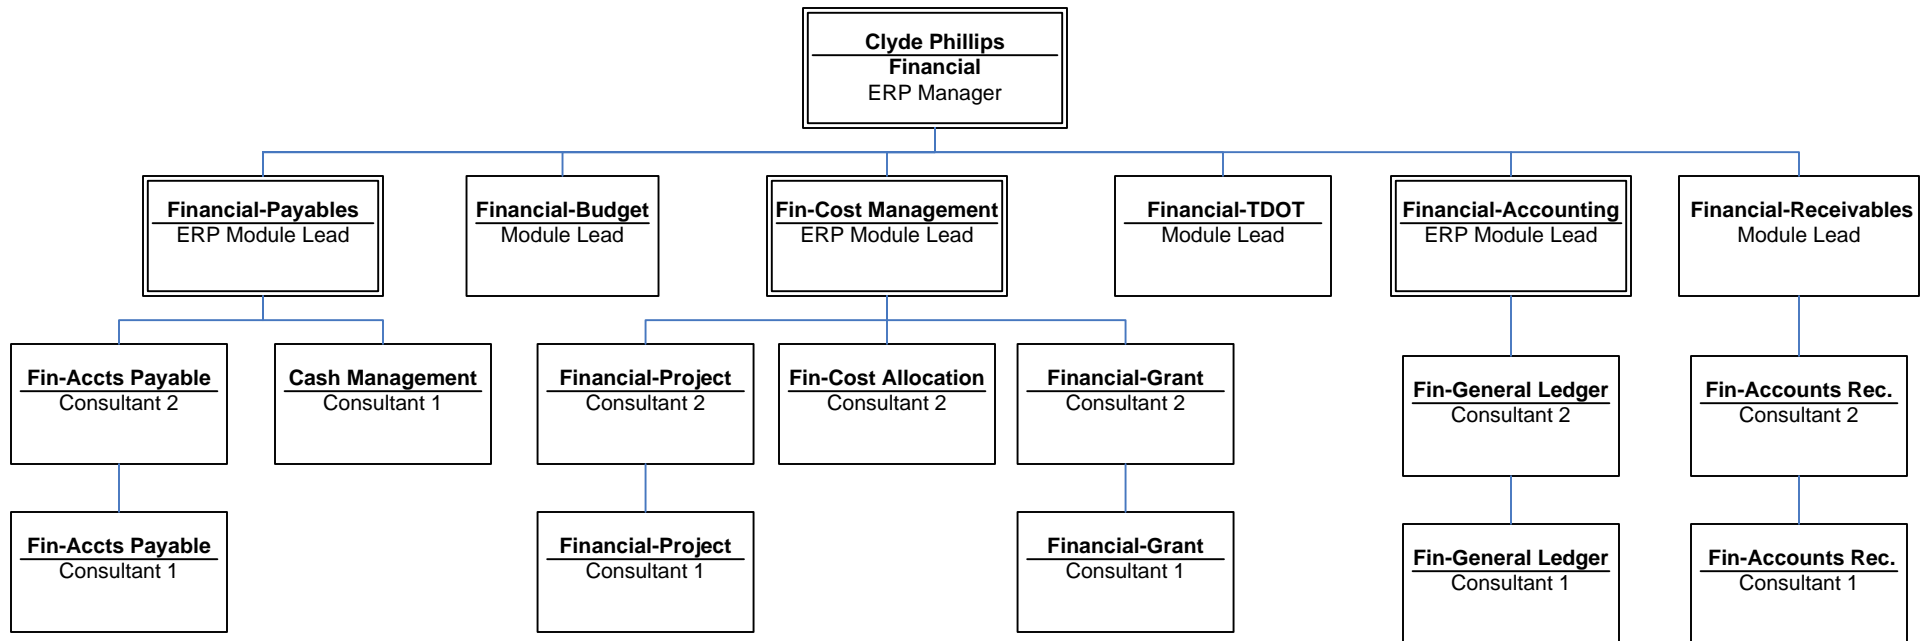 Clyde Phillips
Financial
ERP Manager
Financial-Payables
ERP Module Lead
Financial-Budget
Module Lead
Fin-Cost Management
ERP Module Lead
Financial-TDOT
Module Lead
Financial-Accounting
ERP Module Lead
Financial-Receivables
Module Lead
Fin-Accts Payable
Consultant 2
Cash Management
Consultant 1
Financial-Project
Consultant 2
Fin-Cost Allocation
Consultant 2
Financial-Grant
Consultant 2
Fin-General Ledger
Consultant 2
Fin-Accounts Rec.
Consultant 2
Fin-Accts Payable
Consultant 1
Financial-Project
Consultant 1
Financial-Grant
Consultant 1
Fin-General Ledger
Consultant 1
Fin-Accounts Rec.
Consultant 1